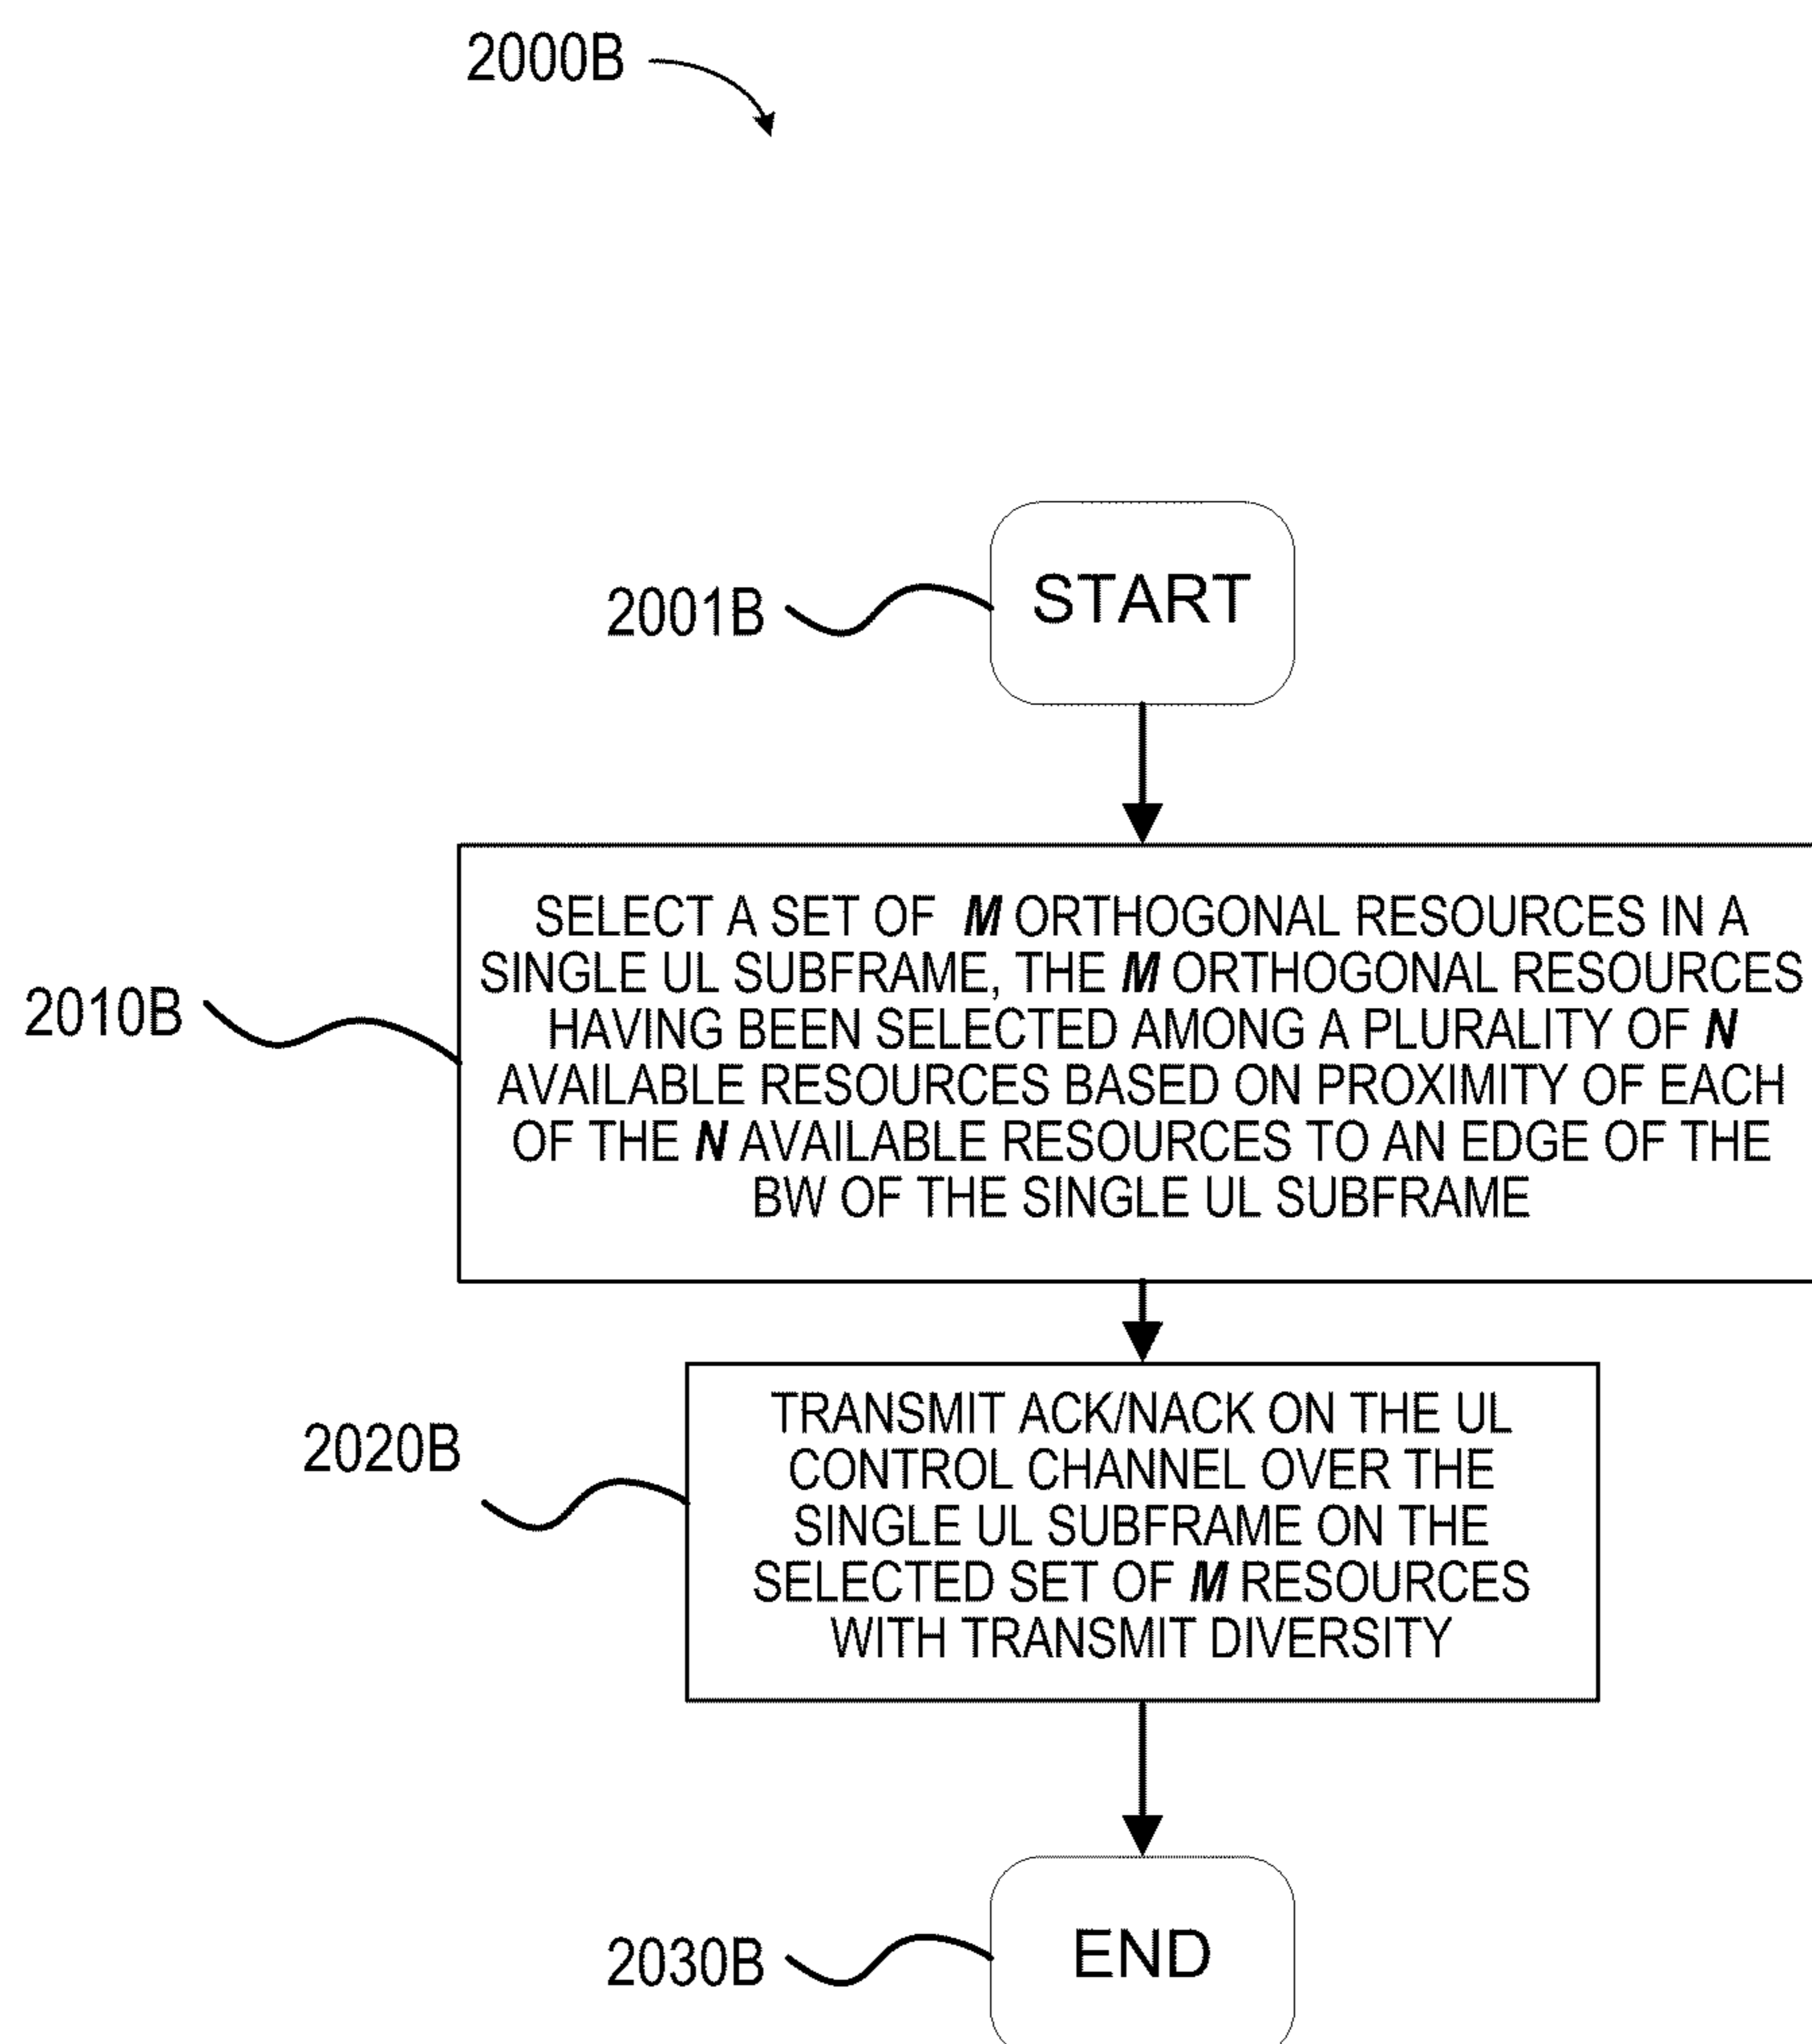 2000B
2001B
START
2010B
SELECT A SET OF M ORTHOGONAL RESOURCES IN A
SINGLE UL SUBFRAME, THE M ORTHOGONAL RESOURCES
HAVING BEEN SELECTED AMONG A PLURALITY OF N
AVAILABLE RESOURCES BASED ON PROXIMITY OF EACH
OF THE N AVAILABLE RESOURCES TO AN EDGE OF THE
BW OF THE SINGLE UL SUBFRAME
2020B
TRANSMIT ACK/NACK ON THE UL
CONTROL CHANNEL OVER THE
SINGLE UL SUBFRAME ON THE
SELECTED SET OF M RESOURCES
WITH TRANSMIT DIVERSITY
2030B
END